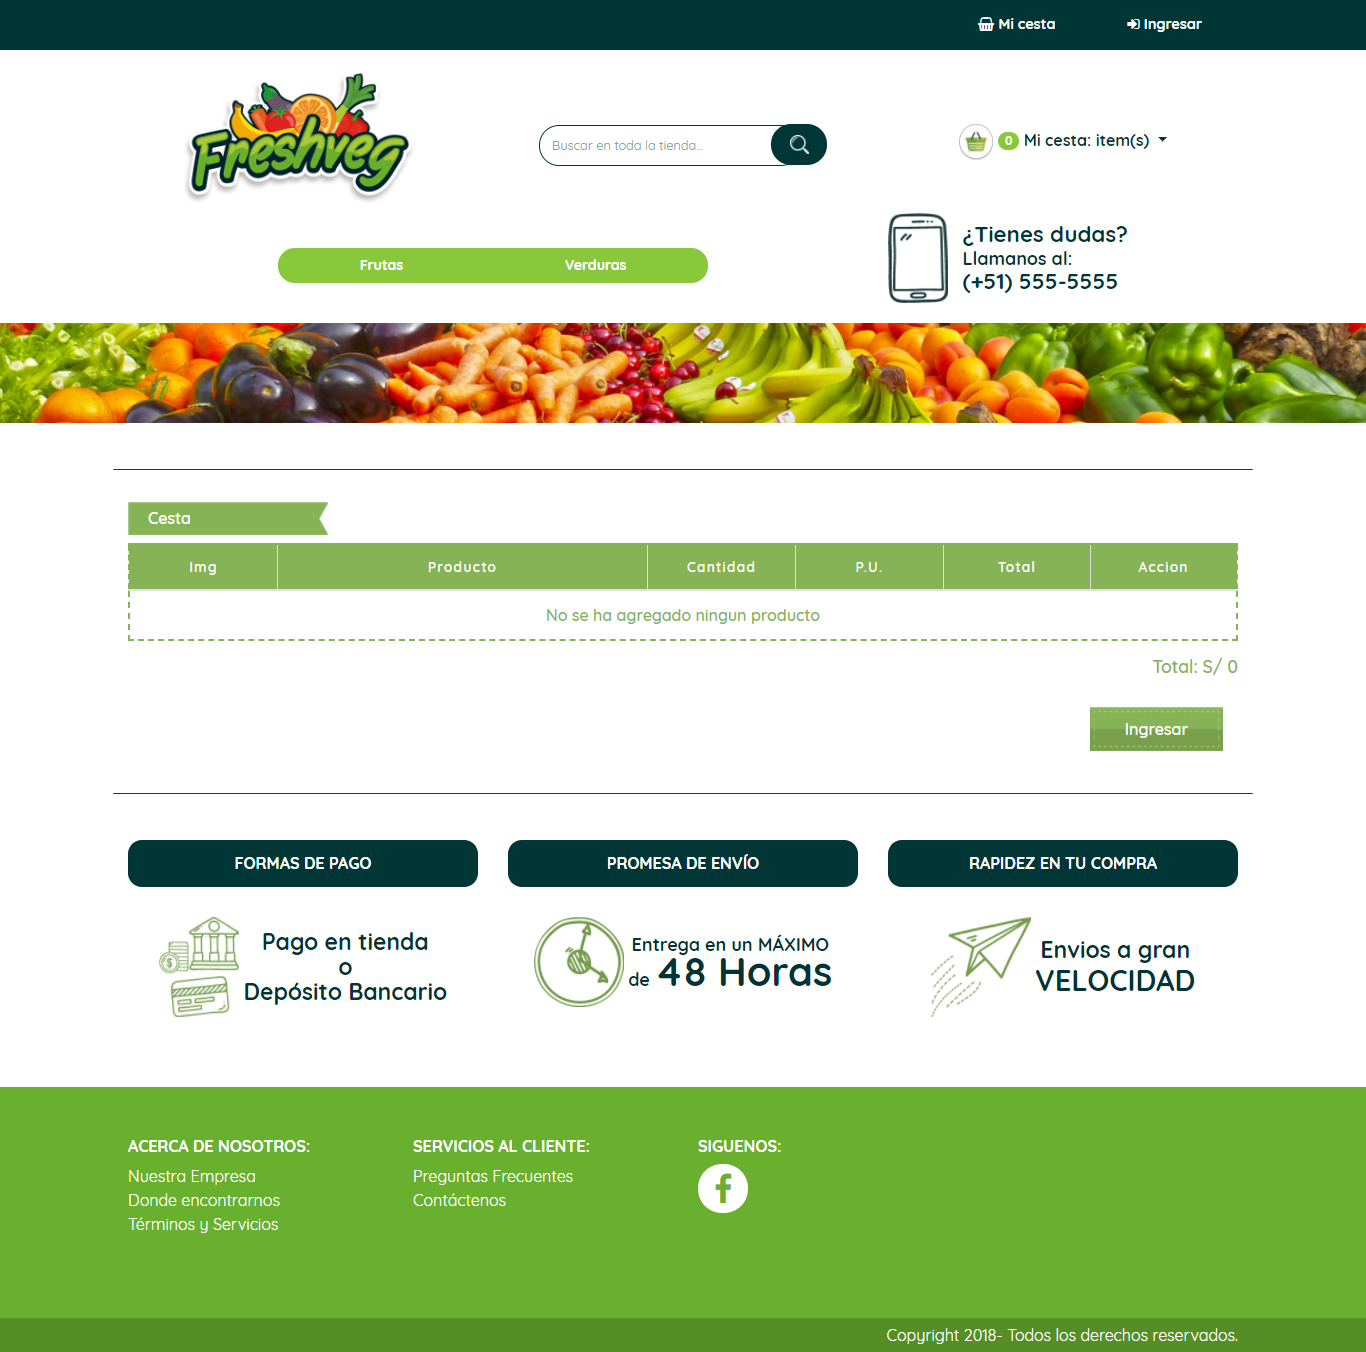 Mi cesta
Ingresar
Freshveg
Buscar en toda la tienda...
0 Mi cesta: item(s)
Frutas
Verduras
¿Tienes dudas?
Llamanos al:
(+51) 555-5555
Cesta
Img Producto Cantidad P.U. Total Accion
No se ha agregado ningun producto
Total: S/ 0
Ingresar
FORMAS DE PAGO
Pago en tienda
o
Depósito Bancario
PROMESA DE ENVÍO
Entrega en un MÁXIMO
de 48 Horas
RAPIDEZ EN TU COMPRA
Envios a gran
VELOCIDAD
ACERCA DE NOSOTROS:
Nuestra Empresa
Donde encontrarnos
Términos y Servicios
SERVICIOS AL CLIENTE:
Preguntas Frecuentes
Contáctenos
SIGUENOS:
Copyright 2018- Todos los derechos reservados.